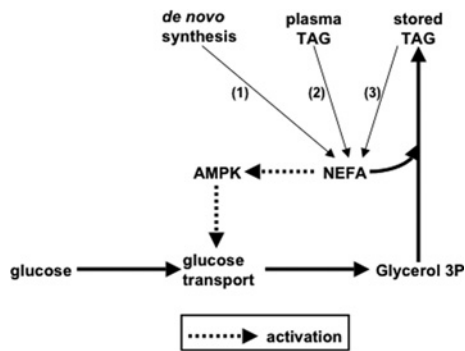 de novo
synthesis
plasma
TAG
stored
TAG
(1)
(2)
(3)
AMPK
NEFA
glucose
glucose
transport
Glycerol 3P
activation